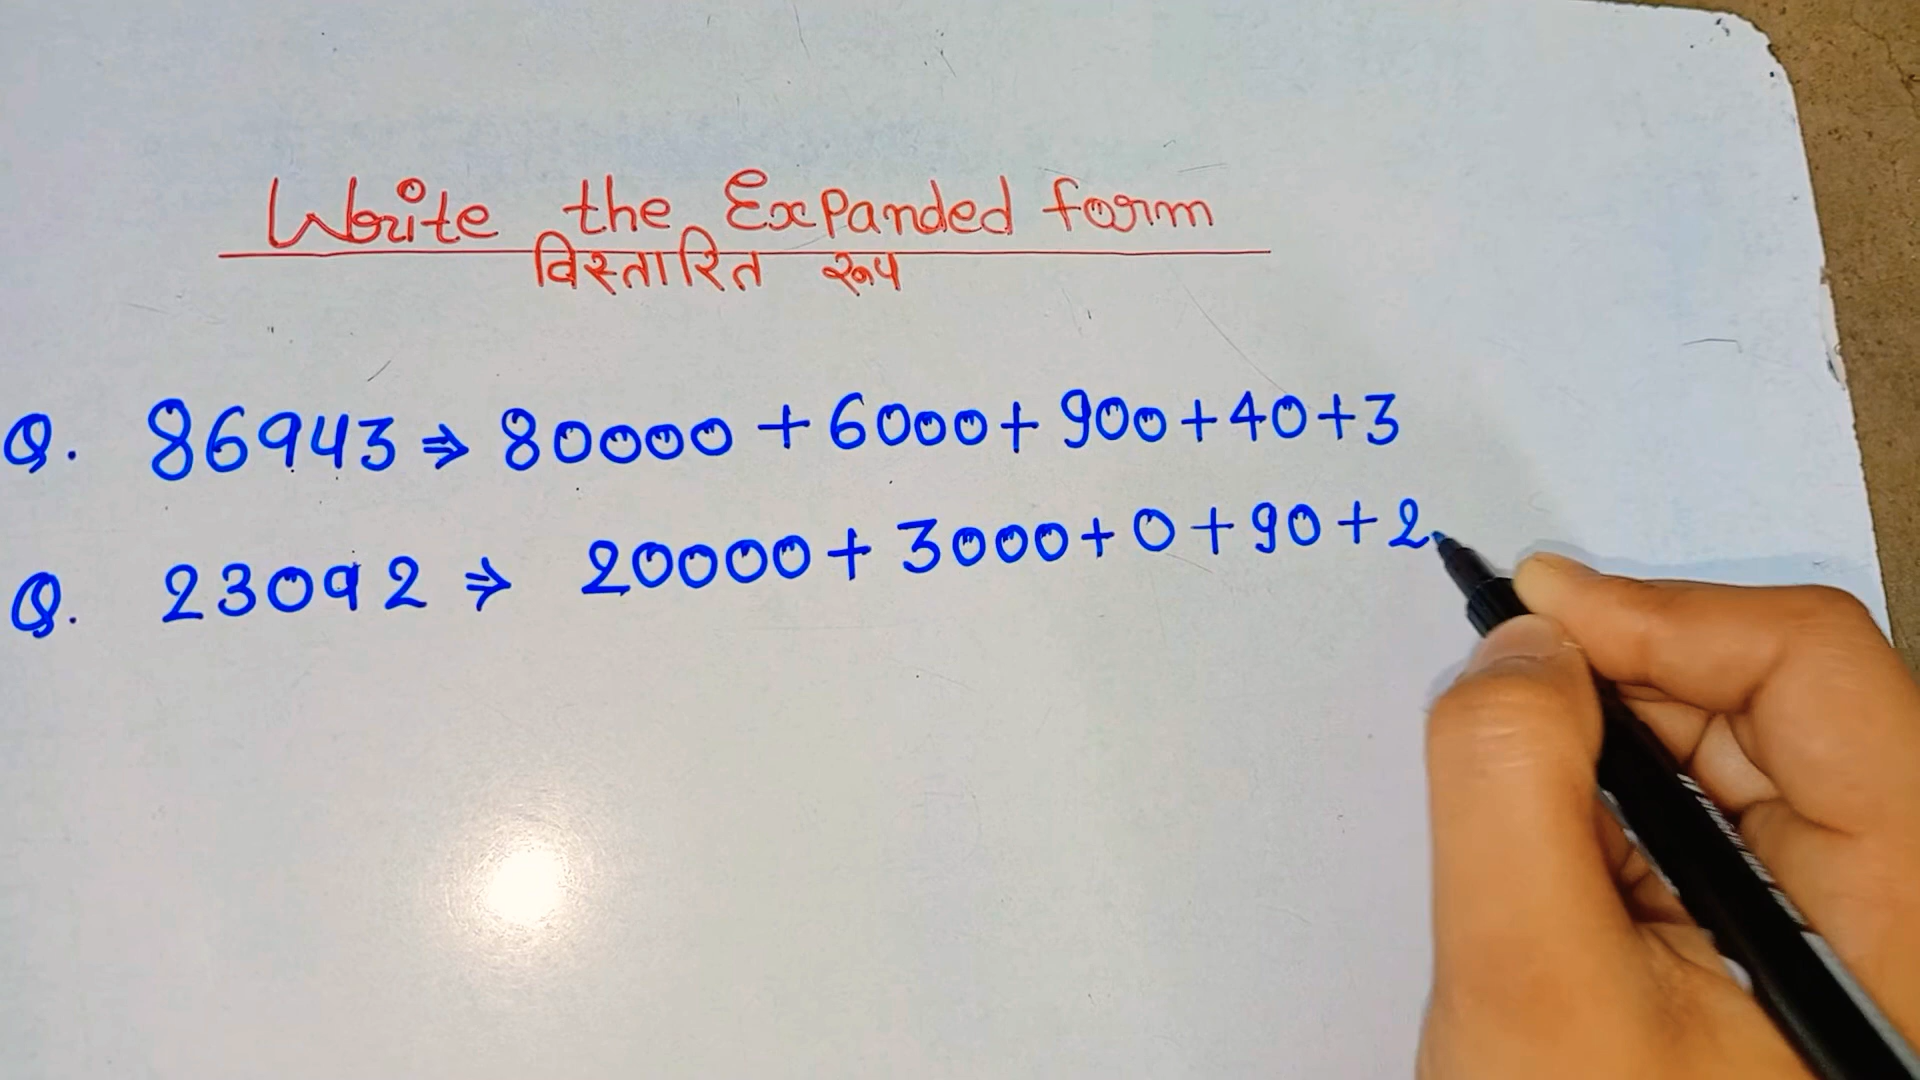 Write the Expanded form
विस्तारित रूप
Q. 86943 ⇒ 80000 + 6000 + 900 + 40 + 3
Q. 23092 ⇒ 20000 + 3000 + 0 + 90 + 2